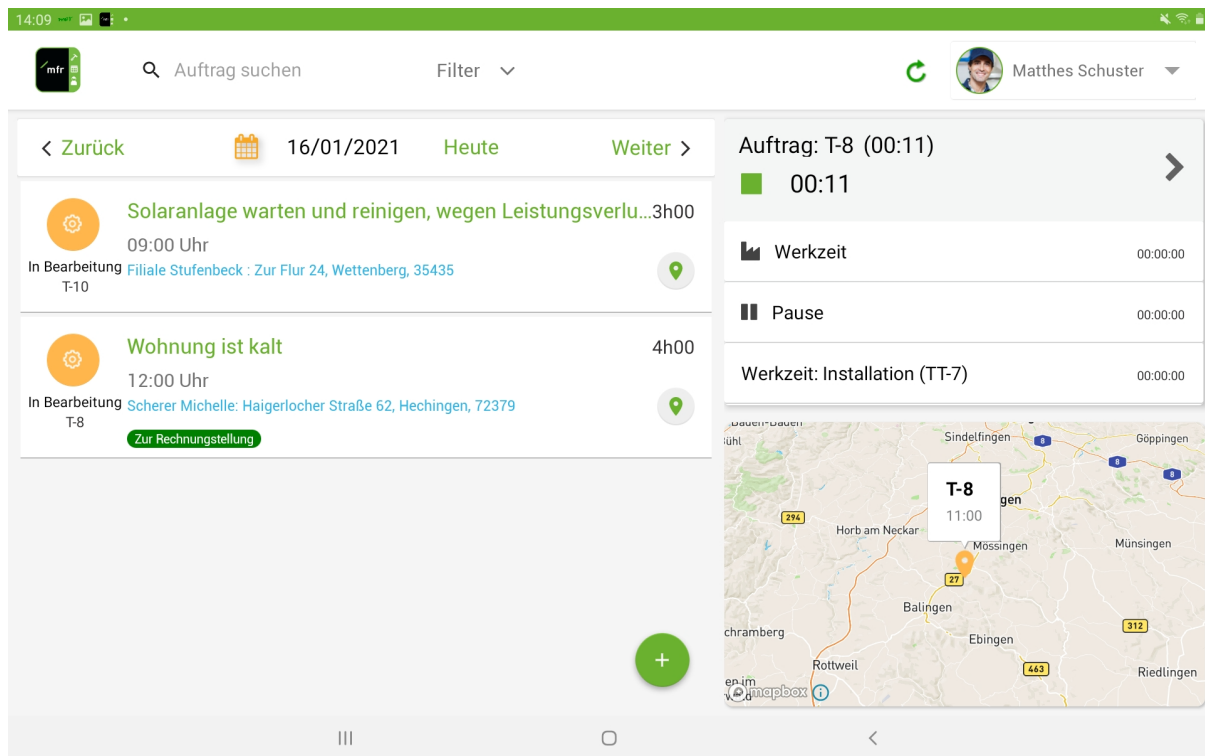 14:09
mfr
Auftrag suchen
Filter
Matthes Schuster
Zurück
16/01/2021
Heute
Weiter
Solaranlage warten und reinigen, wegen Leistungsverlu...
3h00
09:00 Uhr
In Bearbeitung
Filiale Stufenbeck : Zur Flur 24, Wettenberg, 35435
T-10
Wohnung ist kalt
4h00
12:00 Uhr
In Bearbeitung
Scherer Michelle: Haigerlocher Straße 62, Hechingen, 72379
T-8
Zur Rechnungstellung
+
Auftrag: T-8 (00:11)
00:11
Werkzeit
00:00:00
Pause
00:00:00
Werkzeit: Installation (TT-7)
00:00:00
Baden-Baden
ühl
Sindelfingen
8
Göppingen
8
8
T-8
11:00
gen
294
Horb am Neckar
Mössingen
Münsingen
27
Balingen
chramberg
Ebingen
312
Rottweil
463
Riedlingen
en im
mapbox